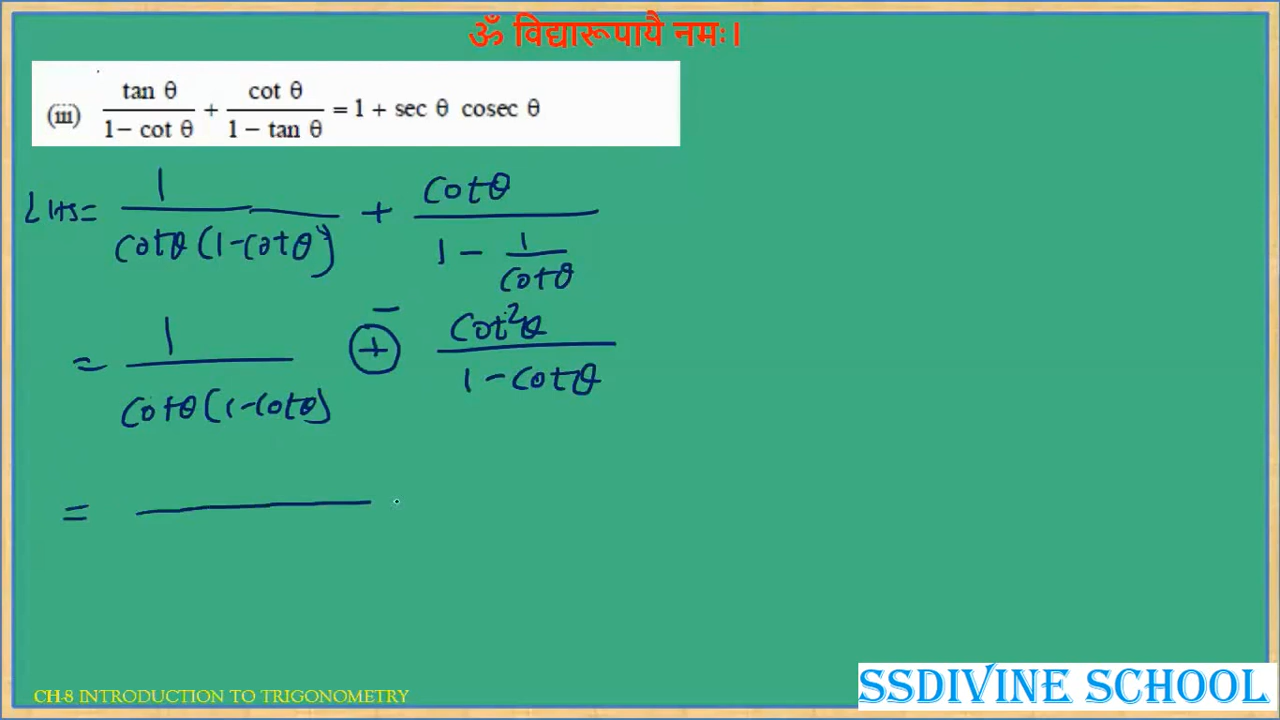 ॐ विद्यारूपायै नमः।
(iii) tan θ / 1− cot θ + cot θ / 1 − tan θ = 1 + sec θ cosec θ
LHS = 1 / cotθ (1-cotθ) + cotθ / 1 - 1/cotθ
= 1 / cotθ (1-cotθ) + − cot²θ / 1 - cotθ
=
CH-8 INTRODUCTION TO TRIGONOMETRY
SSDIVINE SCHOOL